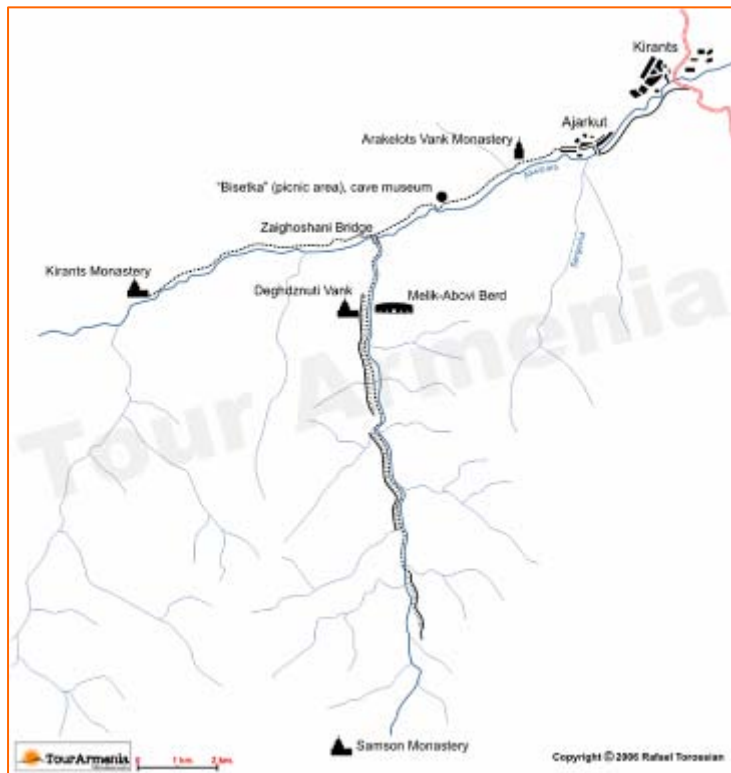 Kirants
Ajarkut
Arakelots Vank Monastery
"Bisetka" (picnic area), cave museum
Zaighoshani Bridge
Kirants Monastery
Deghdznuti Vank
Melik-Abovi Berd
Tour Armenia
Samson Monastery
TourArmenia
0 1 km 2 km
Copyright © 2006 Rafael Torossian